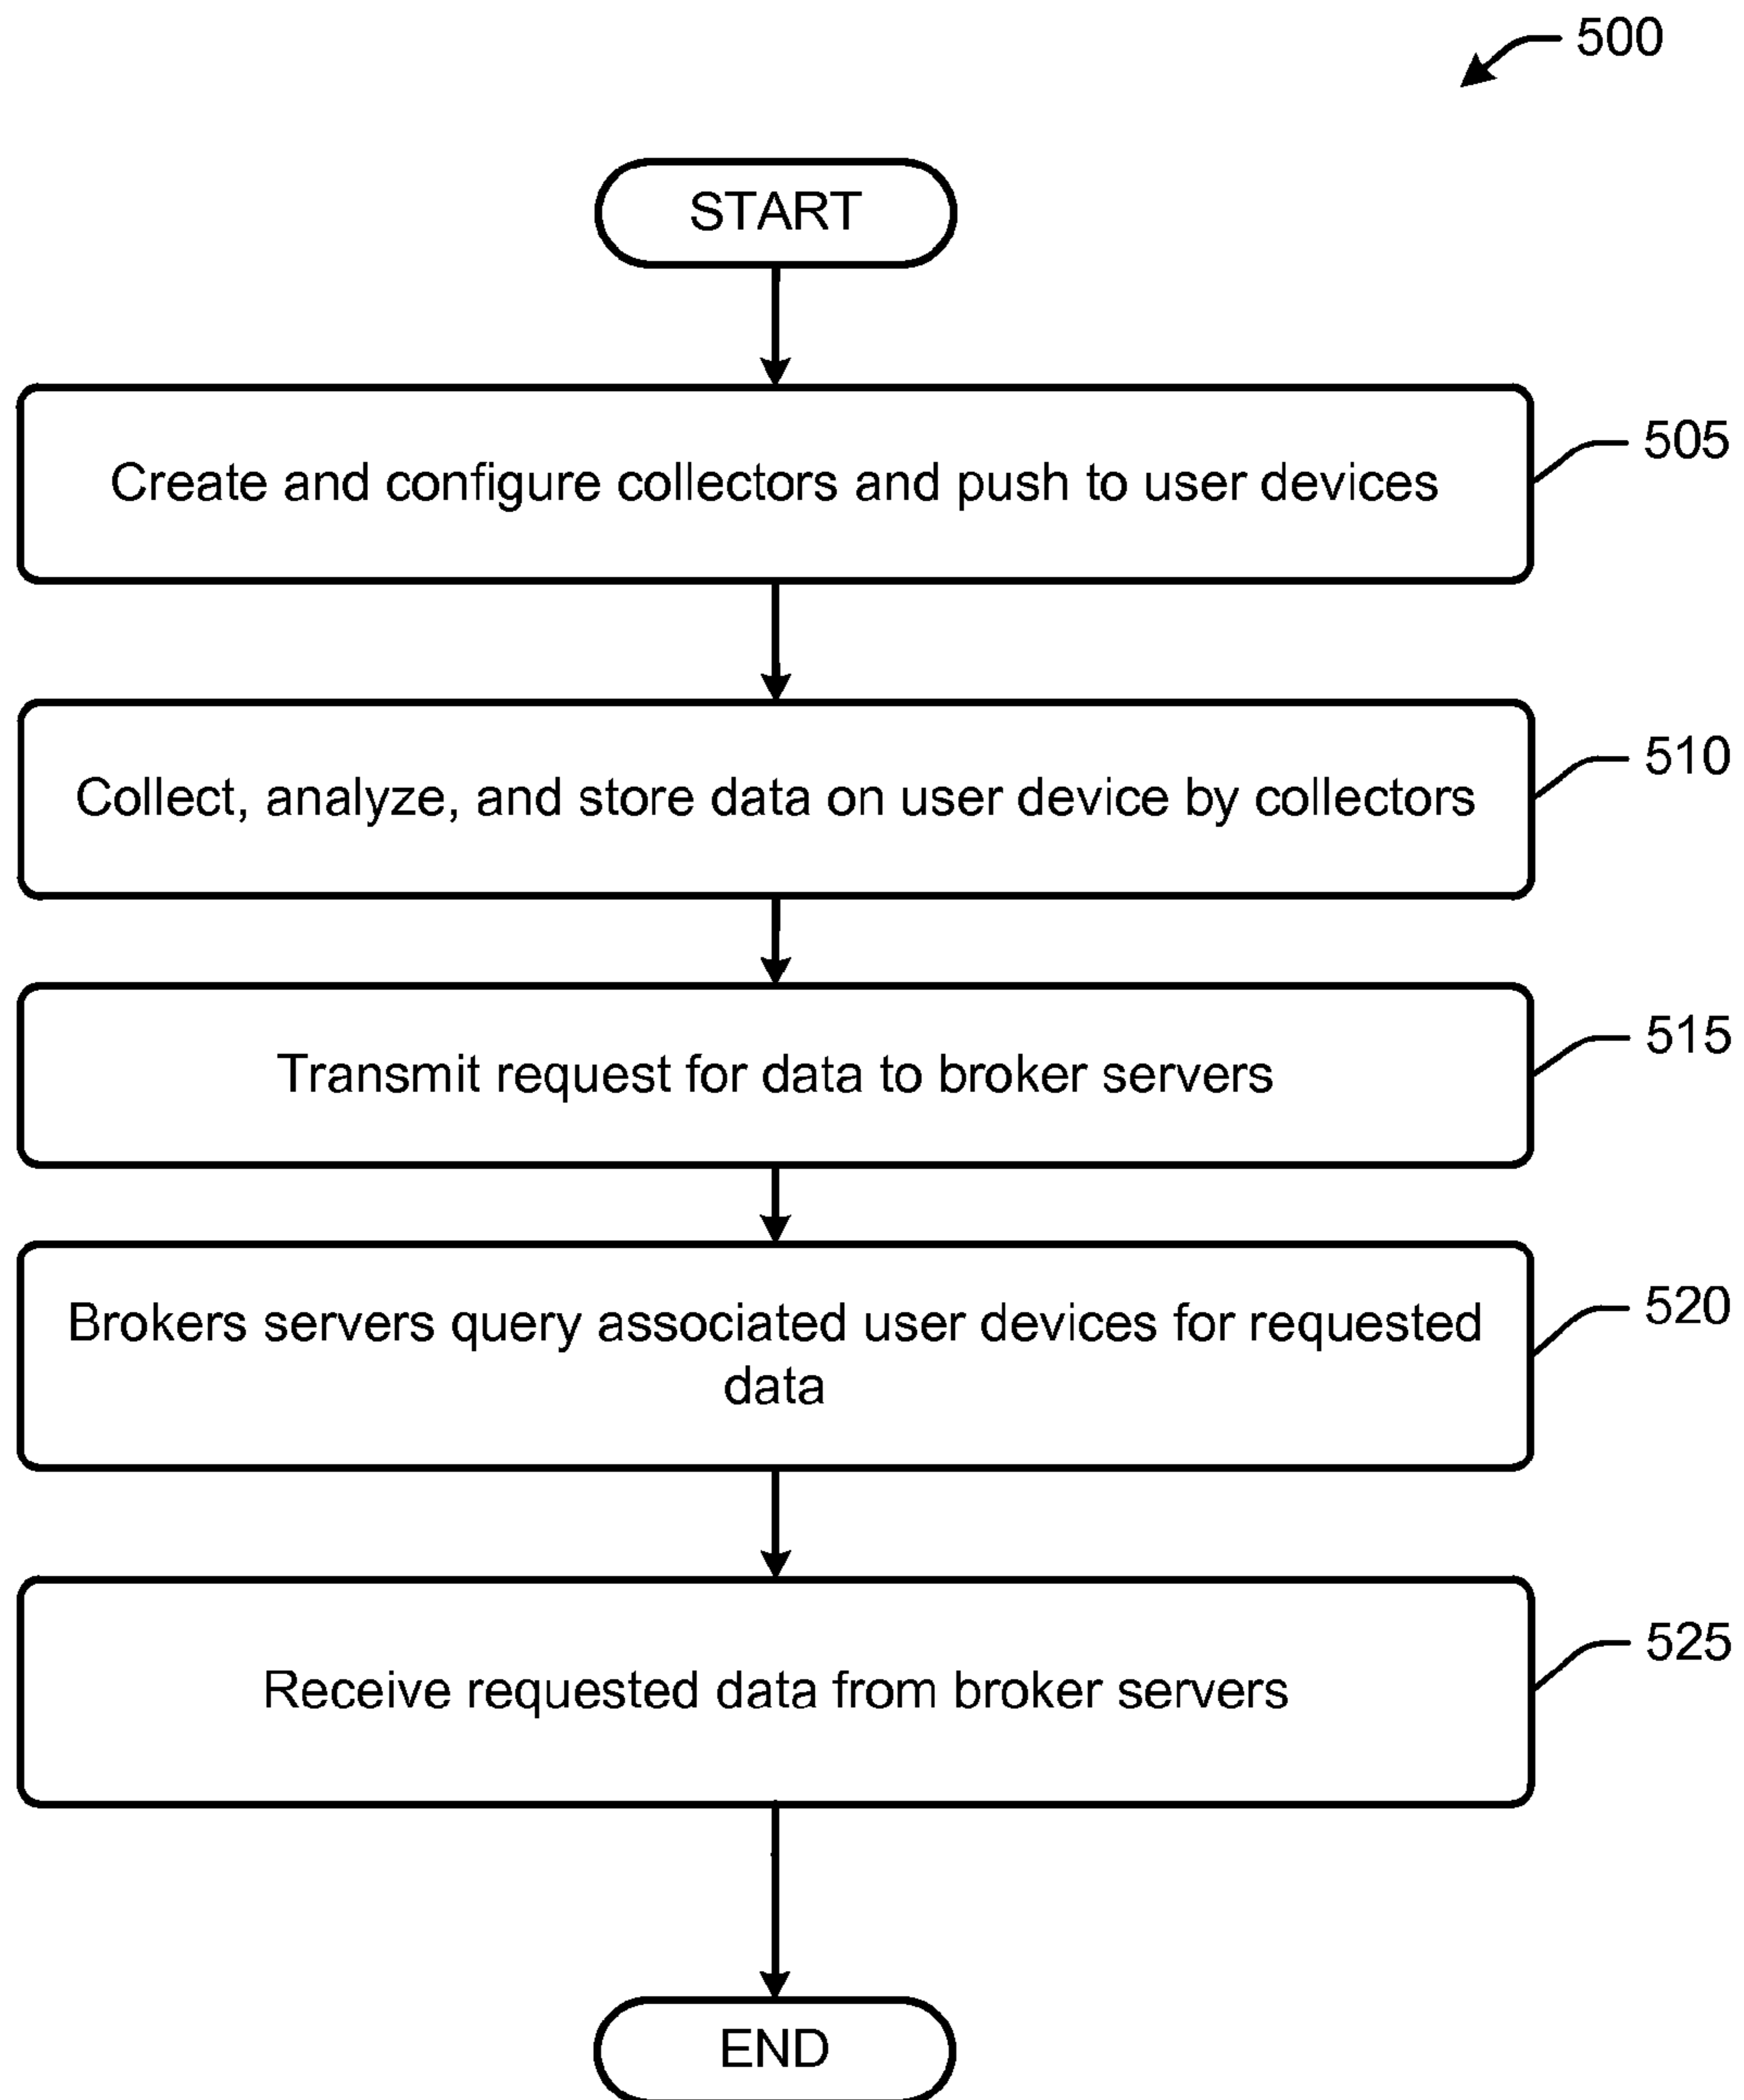 500
START
Create and configure collectors and push to user devices
505
Collect, analyze, and store data on user device by collectors
510
Transmit request for data to broker servers
515
Brokers servers query associated user devices for requested
data
520
Receive requested data from broker servers
525
END